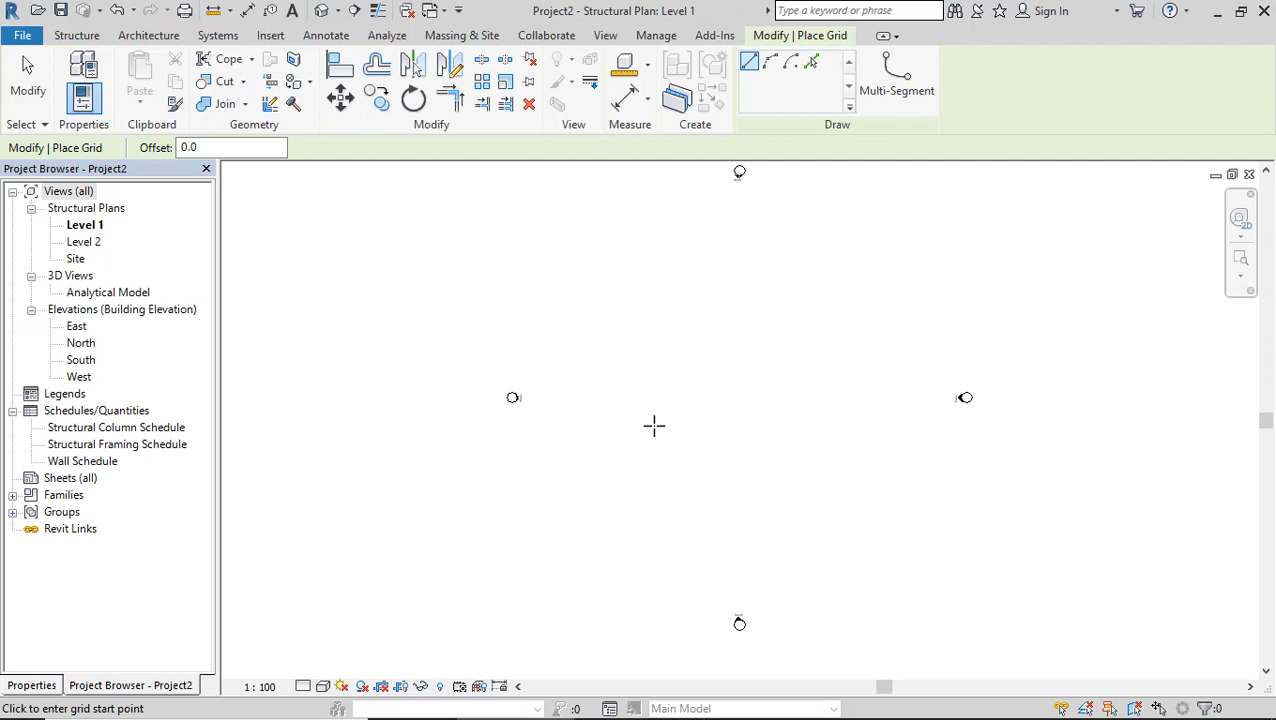 Project2 - Structural Plan: Level 1
Type a keyword or phrase
Sign In
File
Structure
Architecture
Systems
Insert
Annotate
Analyze
Massing & Site
Collaborate
View
Manage
Add-Ins
Modify | Place Grid
Modify
Paste
Cope
Cut
Join
Multi-Segment
Select
Properties
Clipboard
Geometry
Modify
View
Measure
Create
Draw
Modify | Place Grid
Offset:
0.0
Project Browser - Project2
Views (all)
Structural Plans
Level 1
Level 2
Site
3D Views
Analytical Model
Elevations (Building Elevation)
East
North
South
West
Legends
Schedules/Quantities
Structural Column Schedule
Structural Framing Schedule
Wall Schedule
Sheets (all)
Families
Groups
Revit Links
2D
Properties
Project Browser - Project2
1 : 100
Click to enter grid start point
:0
Main Model
:0